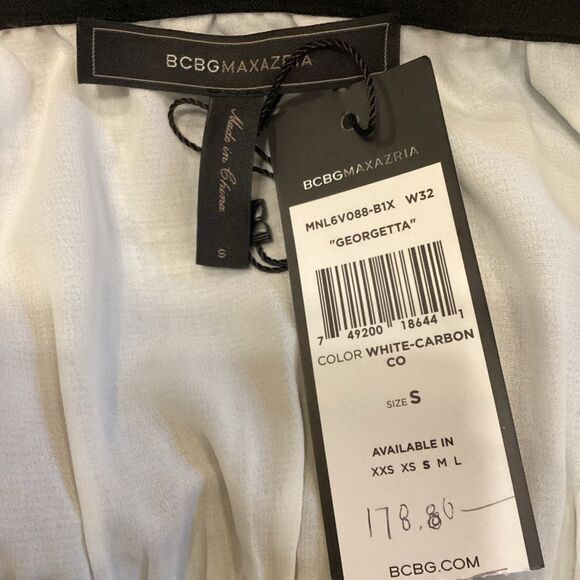 BCBGMAXAZRIA
Made in China
S
BCBGMAXAZRIA
MNL6V088-B1X W32
"GEORGETTA"
7 49200 18644 1
COLOR WHITE-CARBON
CO
SIZE S
AVAILABLE IN
XXS XS S M L
178.80
BCBG.COM